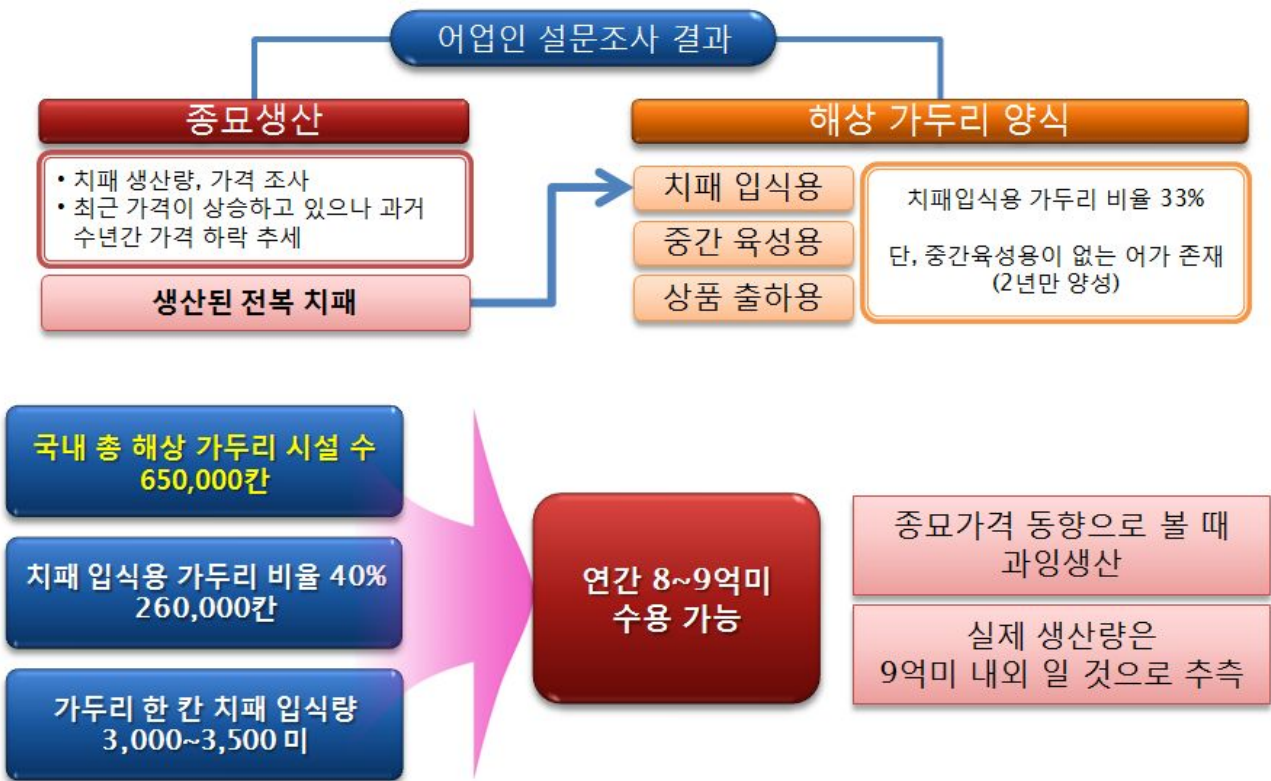 어업인 설문조사 결과
종묘생산
• 치패 생산량, 가격 조사
• 최근 가격이 상승하고 있으나 과거
수년간 가격 하락 추세
생산된 전복 치패
해상 가두리 양식
치패 입식용
중간 육성용
상품 출하용
치패입식용 가두리 비율 33%
단, 중간육성용이 없는 어가 존재
(2년만 양성)
국내 총 해상 가두리 시설 수
650,000칸
치패 입식용 가두리 비율 40%
260,000칸
가두리 한 칸 치패 입식량
3,000~3,500 미
연간 8~9억미
수용 가능
종묘가격 동향으로 볼 때
과잉생산
실제 생산량은
9억미 내외 일 것으로 추측